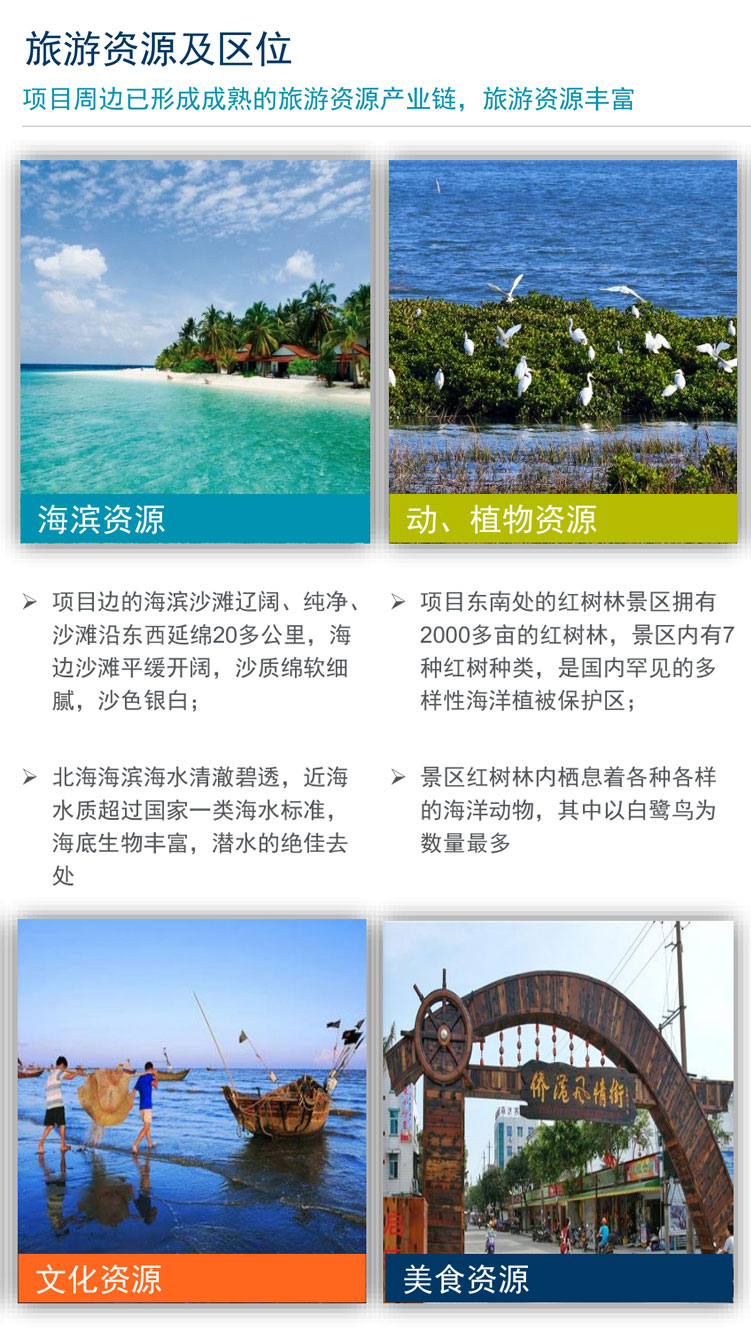 旅游资源及区位
项目周边已形成成熟的旅游资源产业链，旅游资源丰富
海滨资源
动、植物资源
➢ 项目边的海滨沙滩辽阔、纯净、
沙滩沿东西延绵20多公里，海
边沙滩平缓开阔，沙质绵软细
腻，沙色银白；
➢ 北海海滨海水清澈碧透，近海
水质超过国家一类海水标准，
海底生物丰富，潜水的绝佳去
处
➢ 项目东南处的红树林景区拥有
2000多亩的红树林，景区内有7
种红树种类，是国内罕见的多
样性海洋植被保护区；
➢ 景区红树林内栖息着各种各样
的海洋动物，其中以白鹭鸟为
数量最多
文化资源
侨港风情街
美食资源